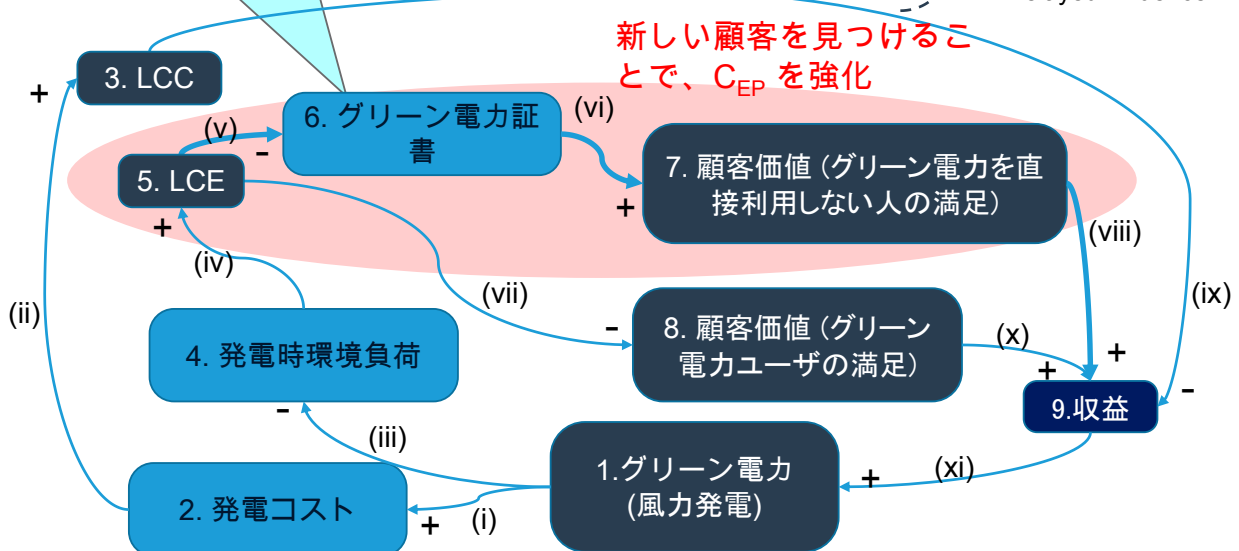 新しい顧客を見つけるこ
とで、C_EP を強化
3. LCC
+
6. グリーン電力証
書
(v)
-
(vi)
5. LCE
+
7. 顧客価値（グリーン電力を直
接利用しない人の満足）
+
(iv)
(viii)
(ii)
(vii)
(ix)
4. 発電時環境負荷
-
-
8. 顧客価値（グリーン
電力ユーザの満足）
(x)
+
+
-
9.収益
(iii)
1.グリーン電力
(風力発電)
+
(xi)
2. 発電コスト
+
(i)